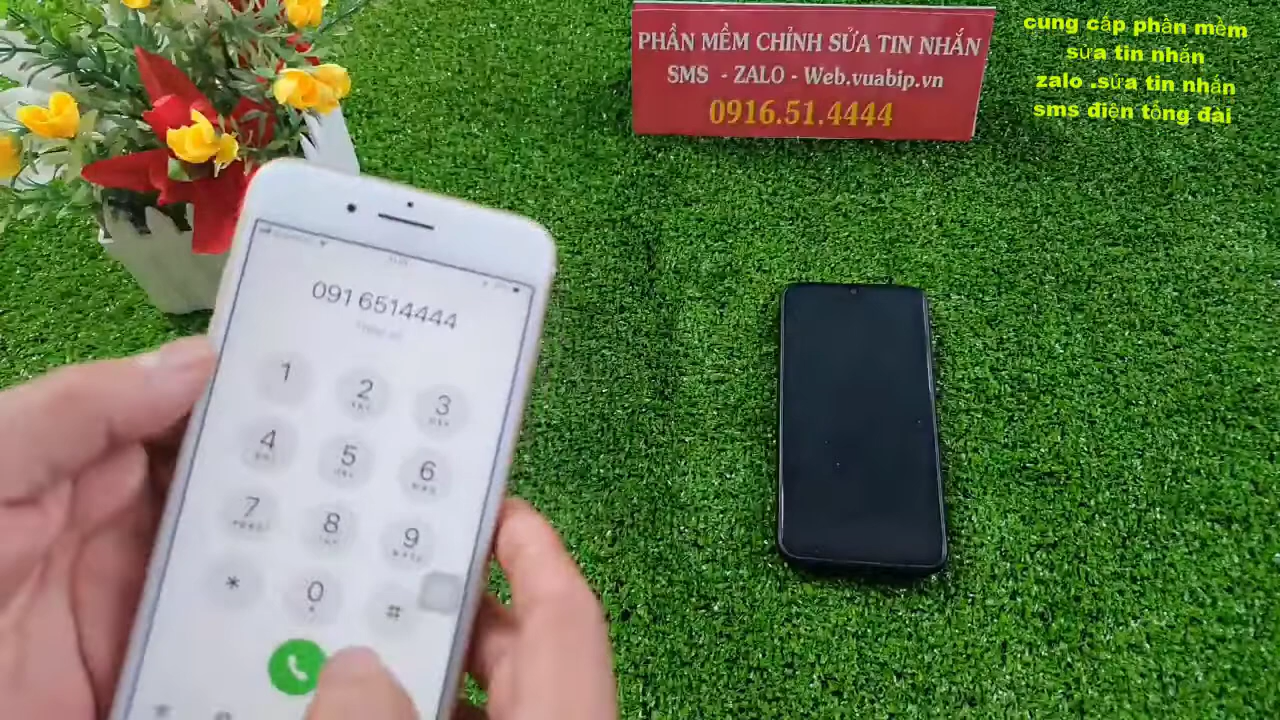 PHẦN MỀM CHỈNH SỬA TIN NHẮN
SMS - ZALO - Web.vuabip.vn
0916.51.4444
cung cấp phần mềm
sửa tin nhắn
zalo .sửa tin nhắn
sms điện tổng đài
091 6514444
1
2
3
4
5
6
7
8
9
*
0
#